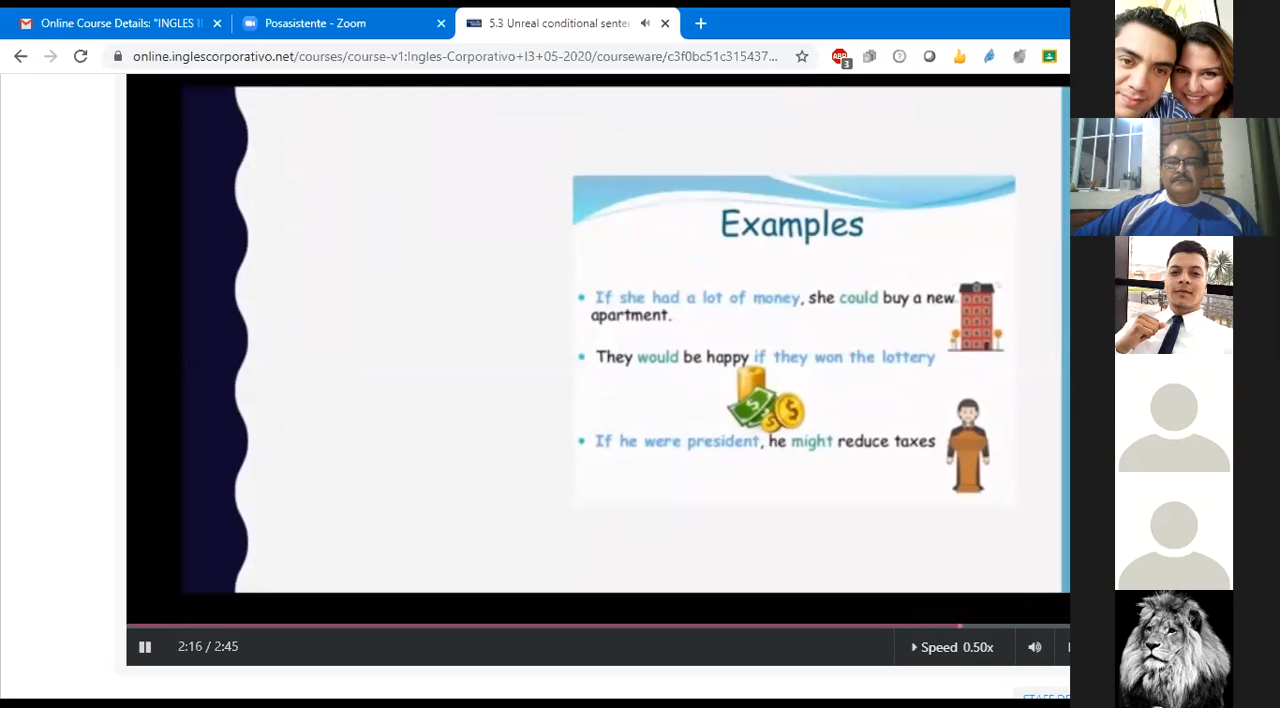 Online Course Details: "INGLES I
Posasistente - Zoom
5.3 Unreal conditional sente
online.inglescorporativo.net/courses/course-v1:Ingles-Corporativo+I3+05-2020/courseware/c3f0bc51c315437...
ABP
3
Examples
• If she had a lot of money, she could buy a new
apartment.
• They would be happy if they won the lottery
• If he were president, he might reduce taxes
2:16 / 2:45
Speed 0.50x